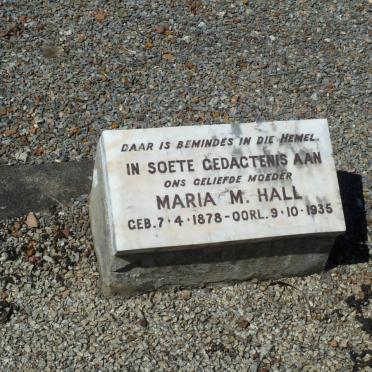 DAAR IS BEMINDES IN DIE HEMEL.
IN SOETE GEDAGTENIS AAN
ONS GELIEFDE MOEDER
MARIA M. HALL
GEB. 7·4·1878 - OORL. 9·10·1935